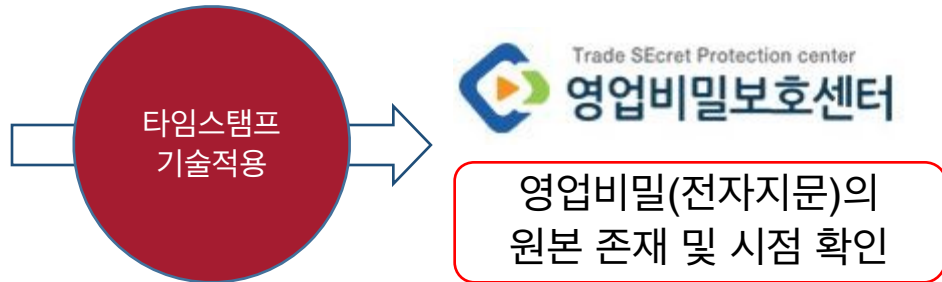 타임스탬프
기술적용
Trade SEcret Protection center
영업비밀보호센터
영업비밀(전자지문)의
원본 존재 및 시점 확인